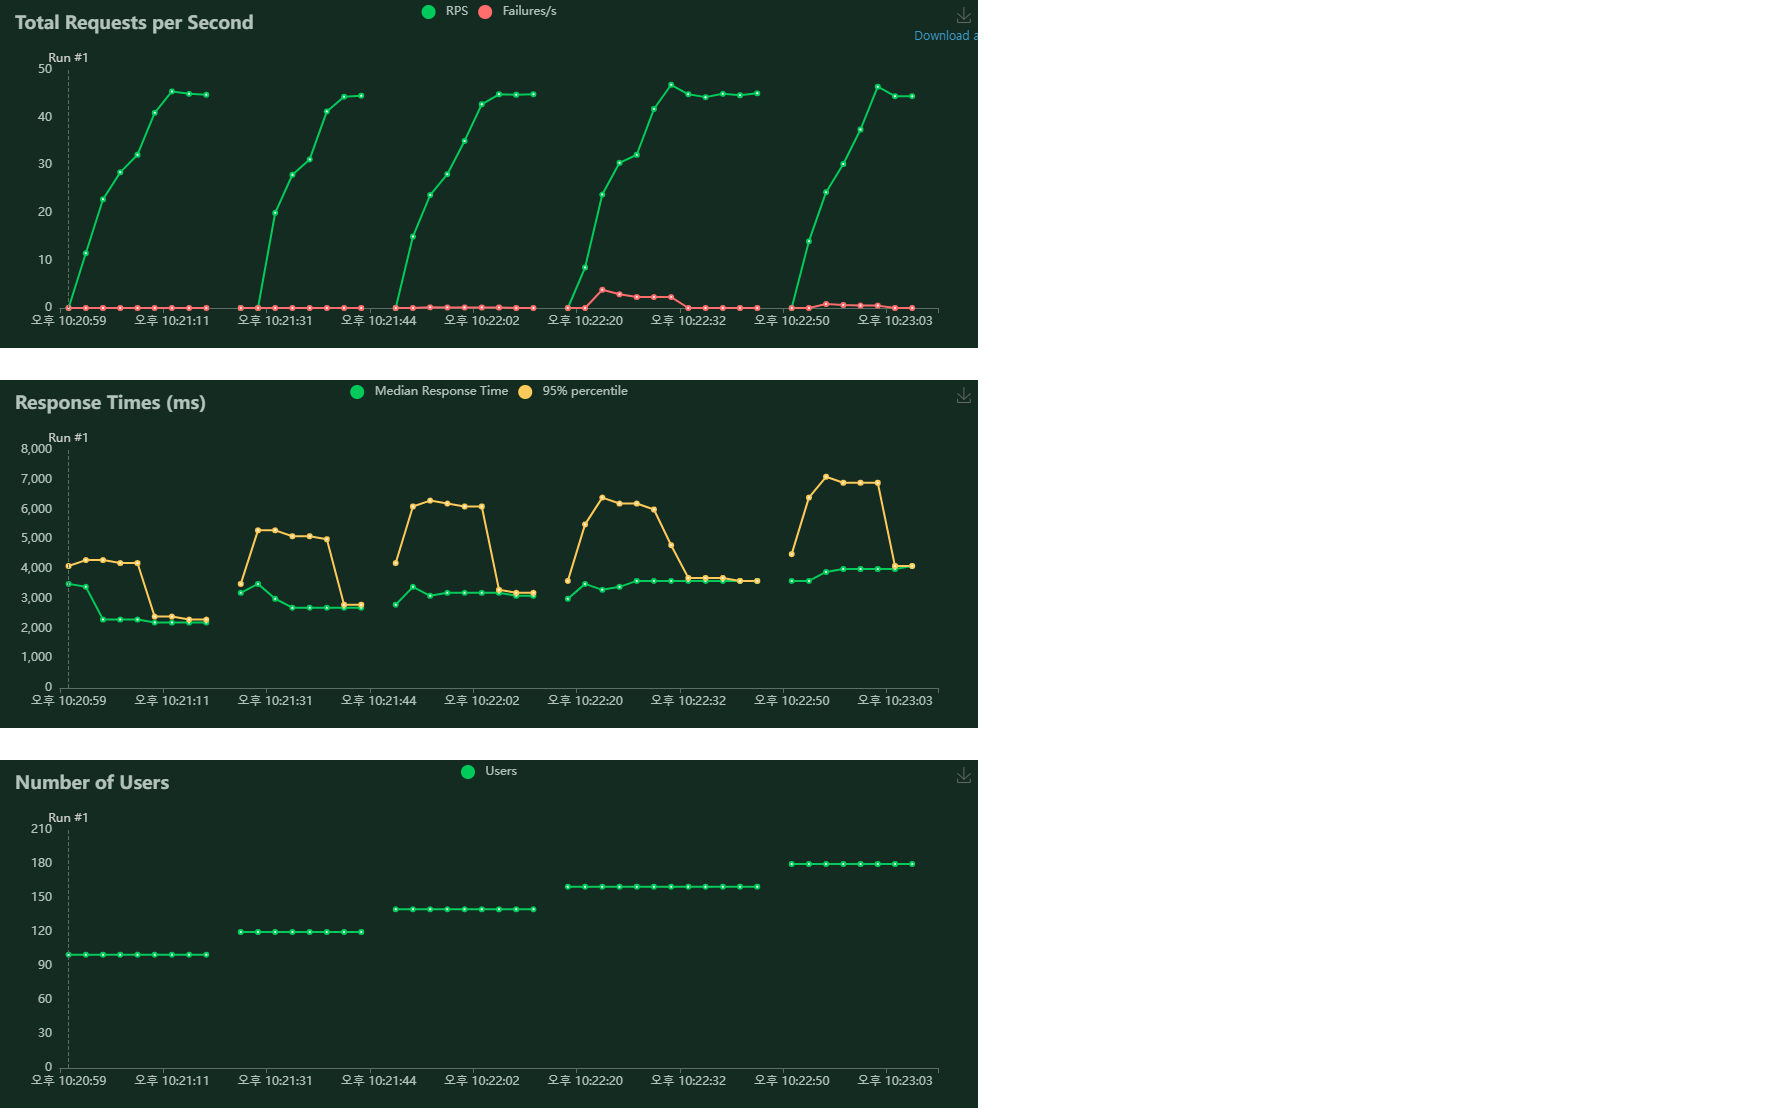 Total Requests per Second
RPS
Failures/s
Download a
Run #1
50
40
30
20
10
0
오후 10:20:59
오후 10:21:11
오후 10:21:31
오후 10:21:44
오후 10:22:02
오후 10:22:20
오후 10:22:32
오후 10:22:50
오후 10:23:03
Response Times (ms)
Median Response Time
95% percentile
Run #1
8,000
7,000
6,000
5,000
4,000
3,000
2,000
1,000
0
오후 10:20:59
오후 10:21:11
오후 10:21:31
오후 10:21:44
오후 10:22:02
오후 10:22:20
오후 10:22:32
오후 10:22:50
오후 10:23:03
Number of Users
Users
Run #1
210
180
150
120
90
60
30
0
오후 10:20:59
오후 10:21:11
오후 10:21:31
오후 10:21:44
오후 10:22:02
오후 10:22:20
오후 10:22:32
오후 10:22:50
오후 10:23:03